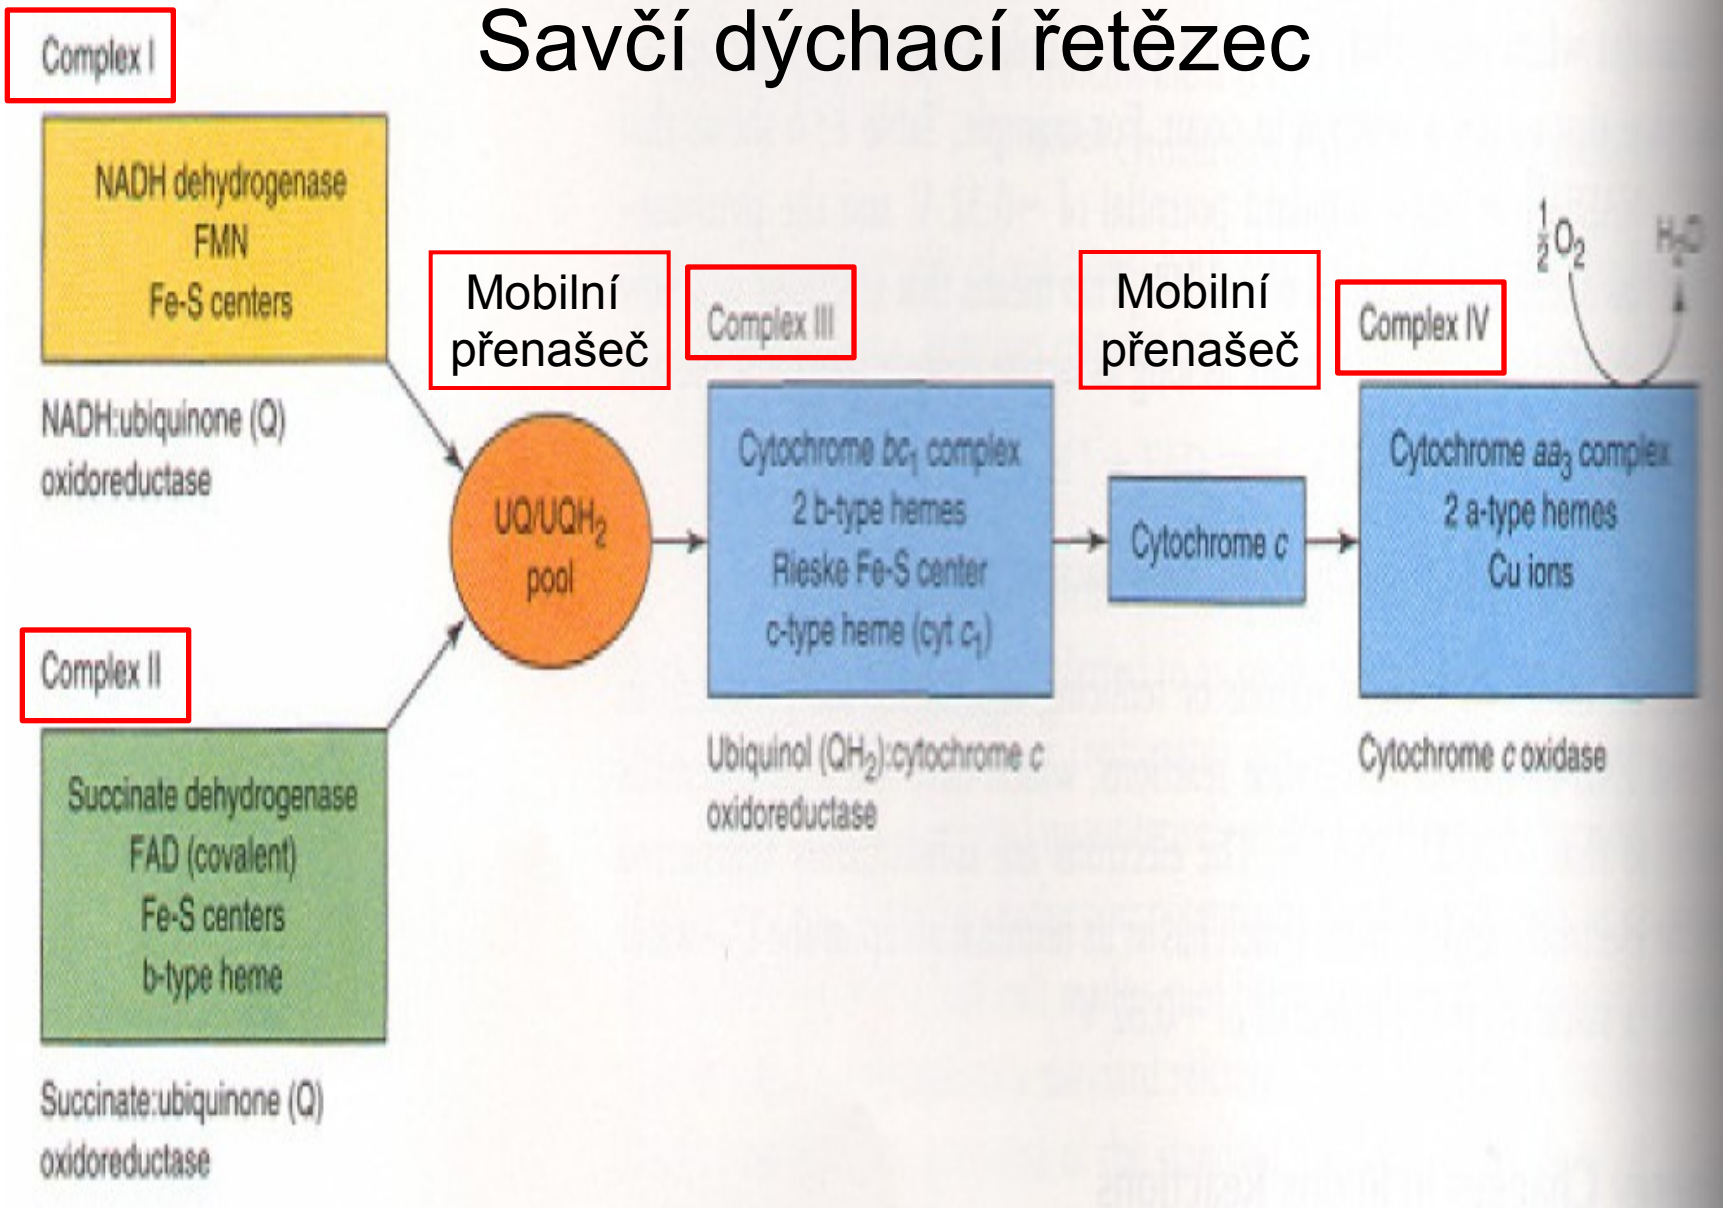 Savčí dýchací řetězec
Complex I
NADH dehydrogenase
FMN
Fe-S centers
NADH:ubiquinone (Q)
oxidoreductase
Complex II
Succinate dehydrogenase
FAD (covalent)
Fe-S centers
b-type heme
Succinate:ubiquinone (Q)
oxidoreductase
Mobilní
přenašeč
UQ/UQH₂
pool
Complex III
Cytochrome bc₁ complex
2 b-type hemes
Rieske Fe-S center
c-type heme (cyt c₁)
Ubiquinol (QH₂):cytochrome c
oxidoreductase
Mobilní
přenašeč
Cytochrome c
½O₂
H₂O
Complex IV
Cytochrome aa₃ complex
2 a-type hemes
Cu ions
Cytochrome c oxidase